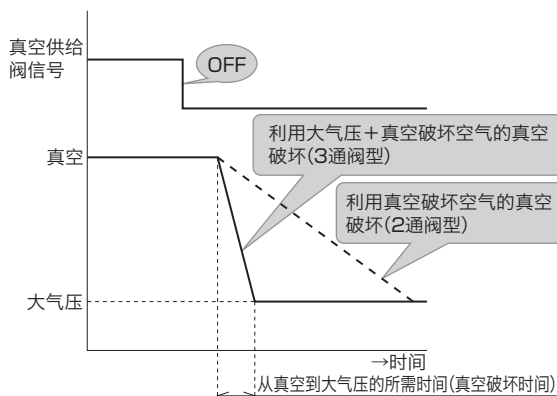 真空供给
阀信号
OFF
利用大气压＋真空破坏空气的真空
破坏(3通阀型)
真空
利用真空破坏空气的真空
破坏(2通阀型)
大气压
→时间
从真空到大气压的所需时间(真空破坏时间)